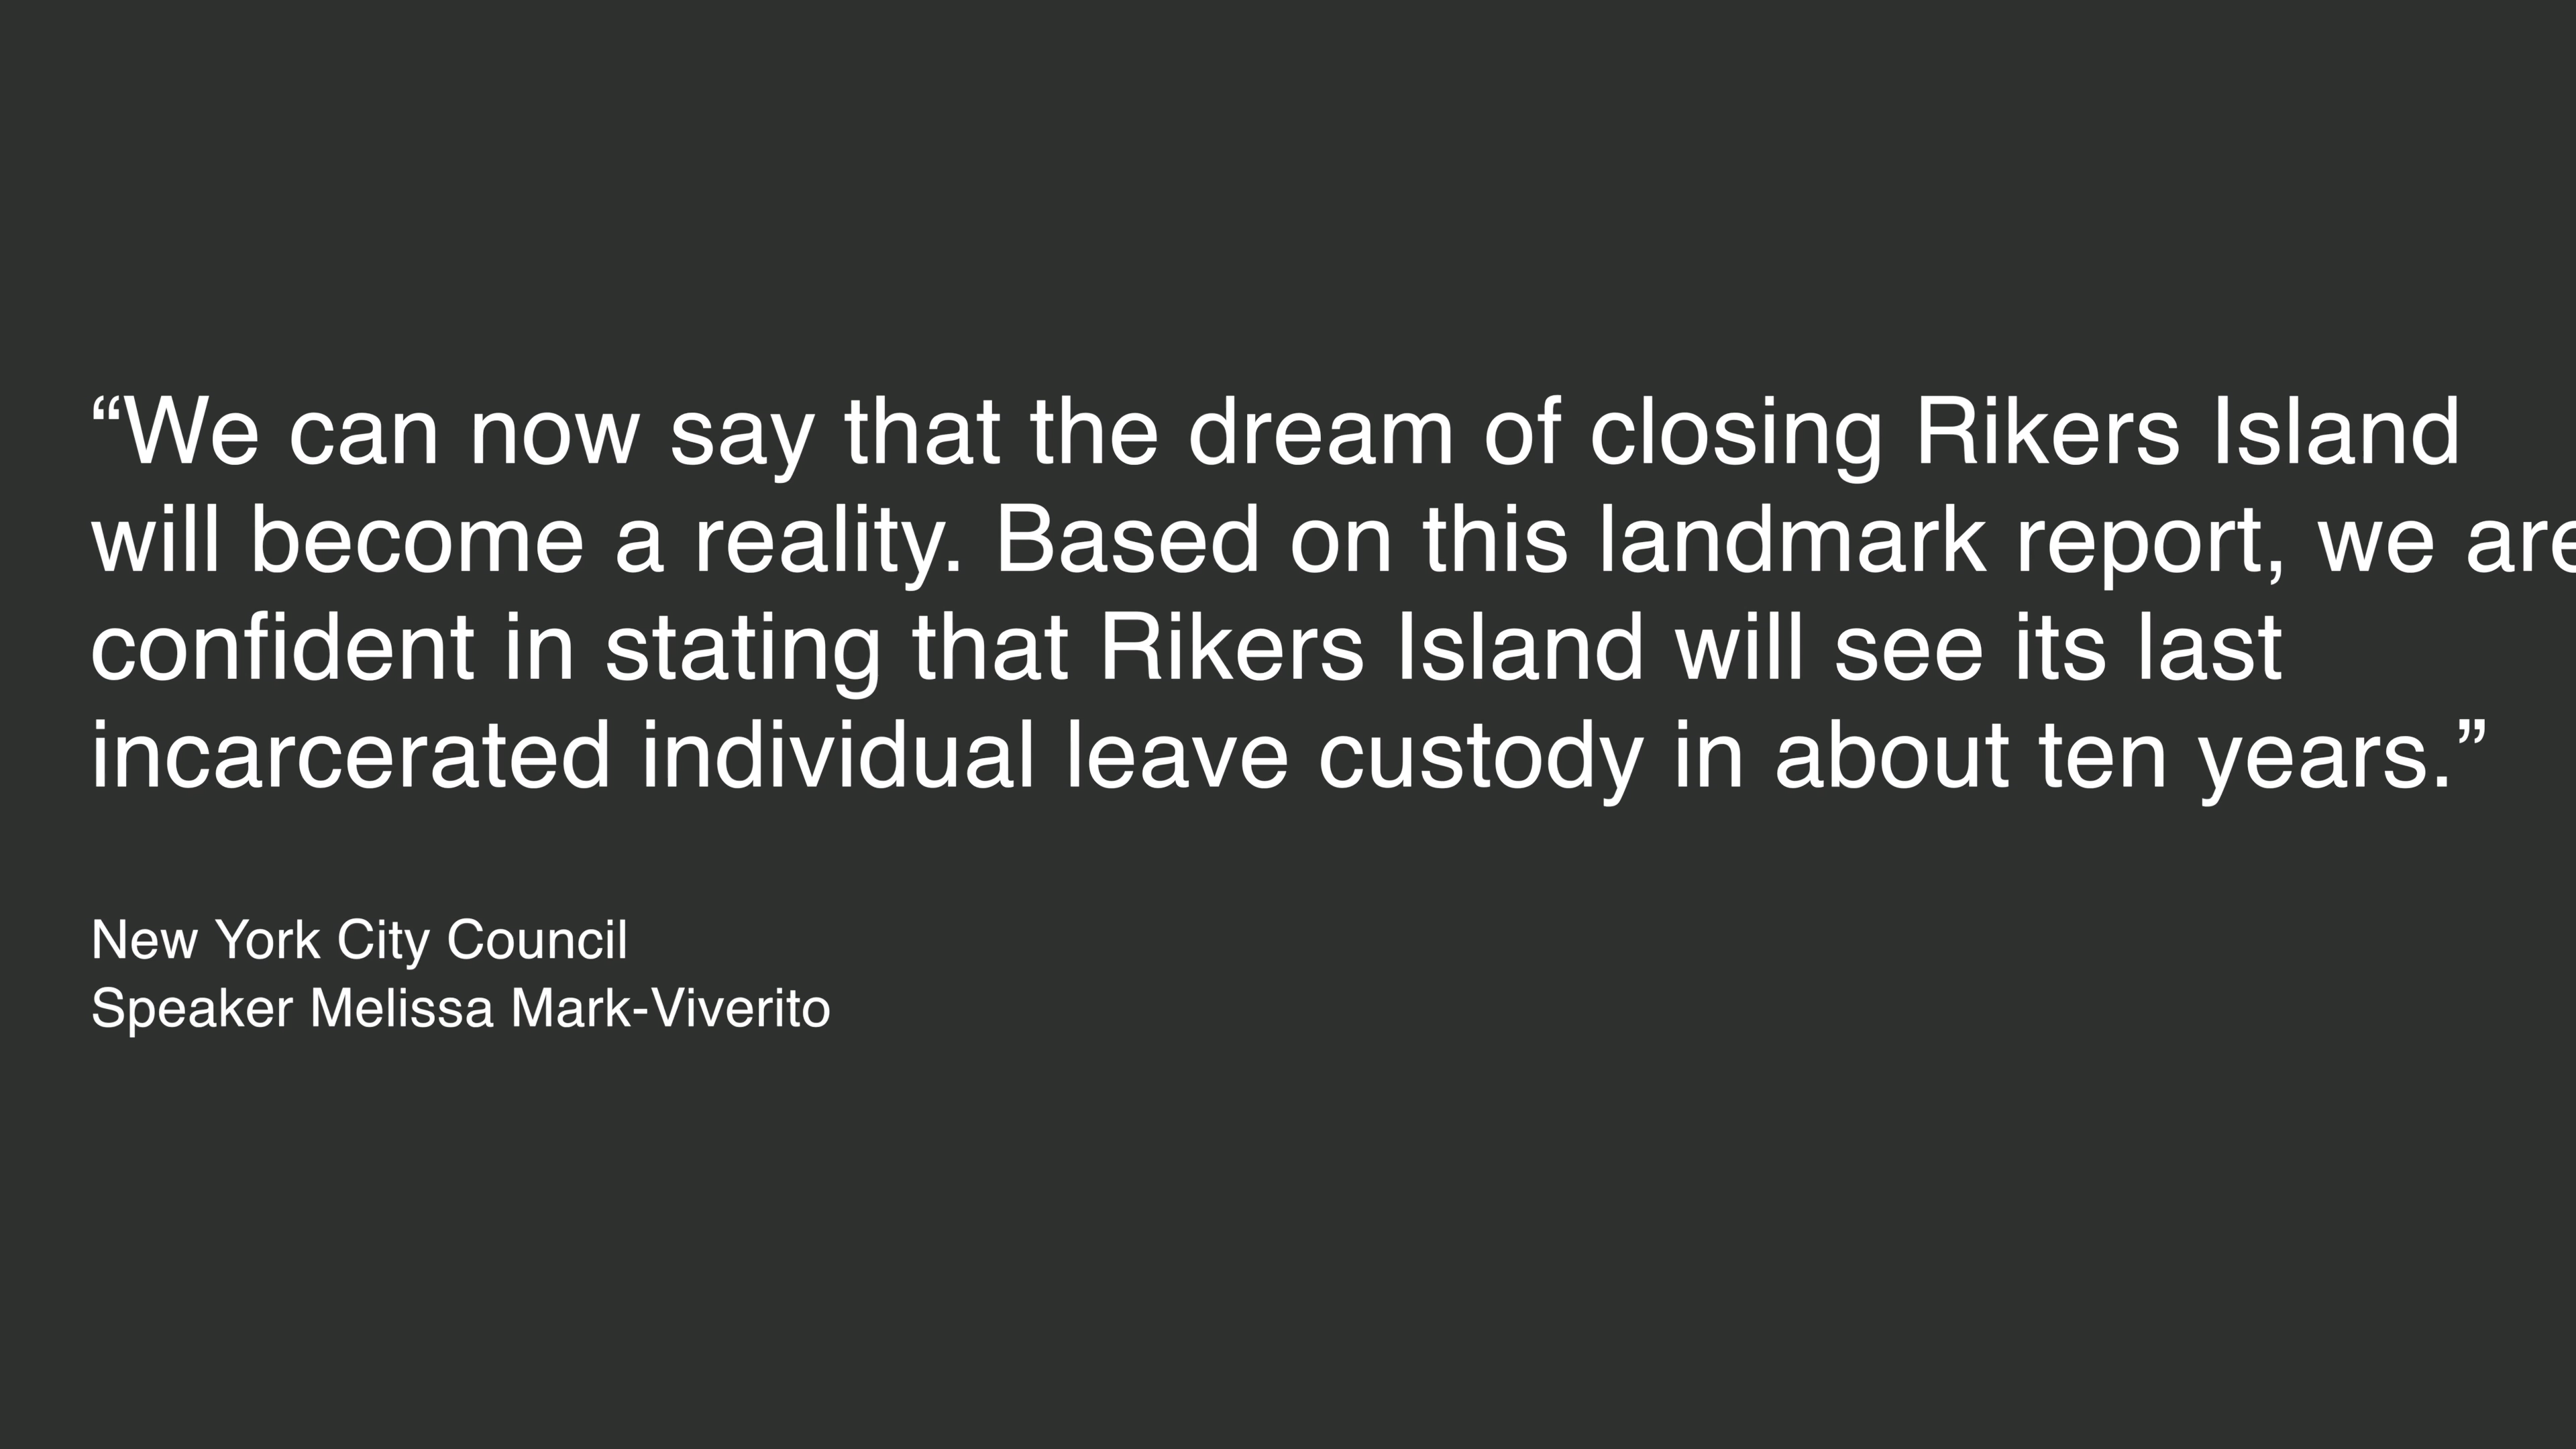 “We can now say that the dream of closing Rikers Island
will become a reality. Based on this landmark report, we are
confident in stating that Rikers Island will see its last
incarcerated individual leave custody in about ten years.”
New York City Council
Speaker Melissa Mark-Viverito